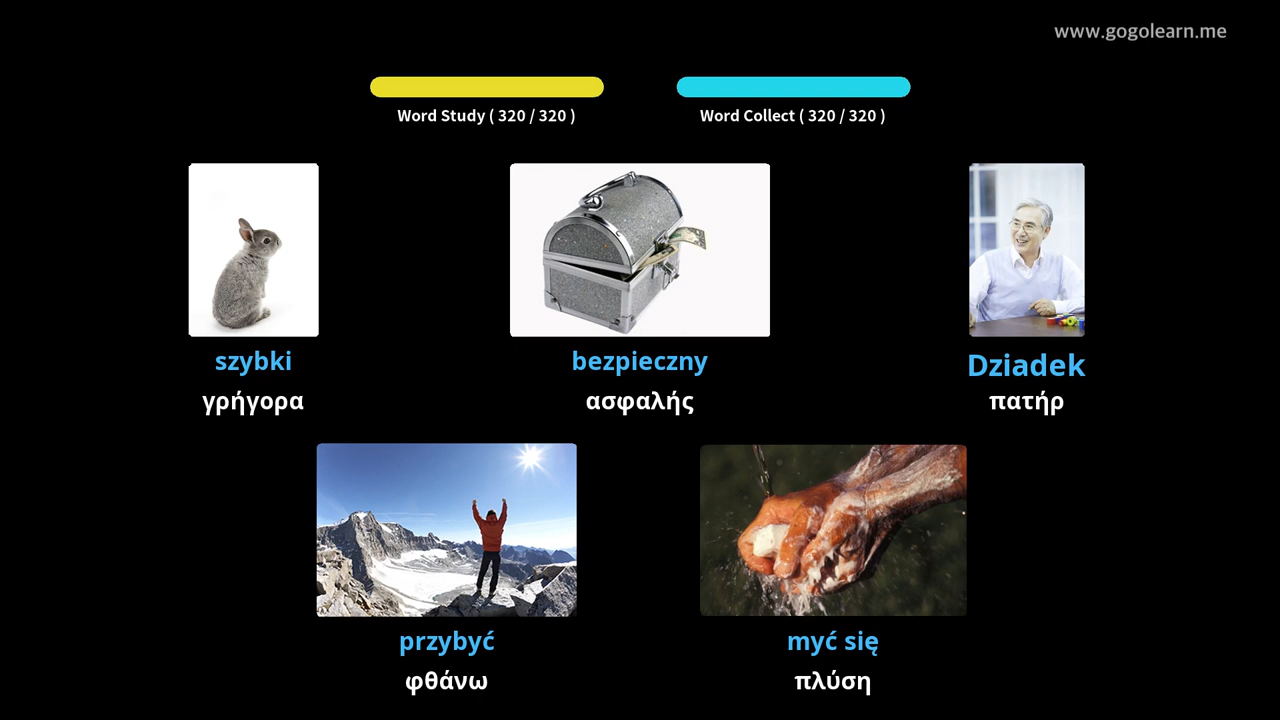 www.gogolearn.me
Word Study ( 320 / 320 )
Word Collect ( 320 / 320 )
szybki
γρήγορα
bezpieczny
ασφαλής
Dziadek
πατήρ
przybyć
φθάνω
myć się
πλύση